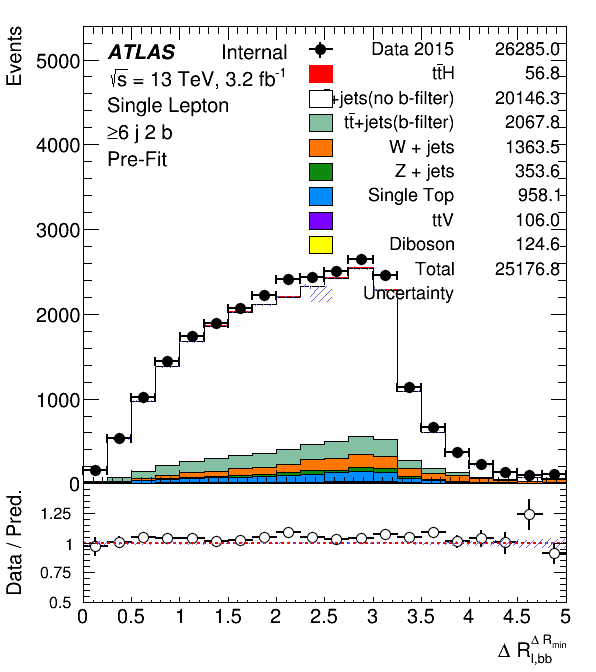 Events
5000
4000
3000
2000
1000
0
ATLAS Internal
√s = 13 TeV, 3.2 fb-1
Single Lepton
≥6 j 2 b
Pre-Fit
Data 2015 26285.0
tt̄H 56.8
+jets(no b-filter) 20146.3
tt̄+jets(b-filter) 2067.8
W + jets 1363.5
Z + jets 353.6
Single Top 958.1
ttV 106.0
Diboson 124.6
Total 25176.8
Uncertainty
Data / Pred.
1.25
1
0.75
0.5
0 0.5 1 1.5 2 2.5 3 3.5 4 4.5 5
Δ R l,bb Δ R min